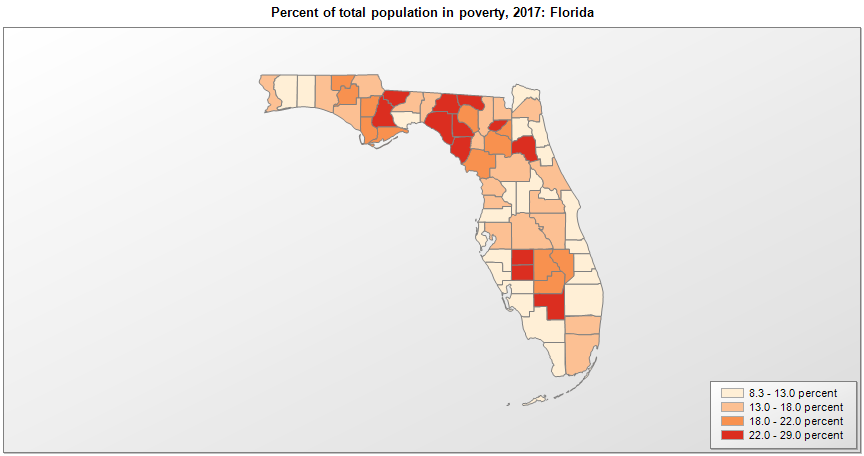 Percent of total population in poverty, 2017: Florida
8.3 - 13.0 percent
13.0 - 18.0 percent
18.0 - 22.0 percent
22.0 - 29.0 percent